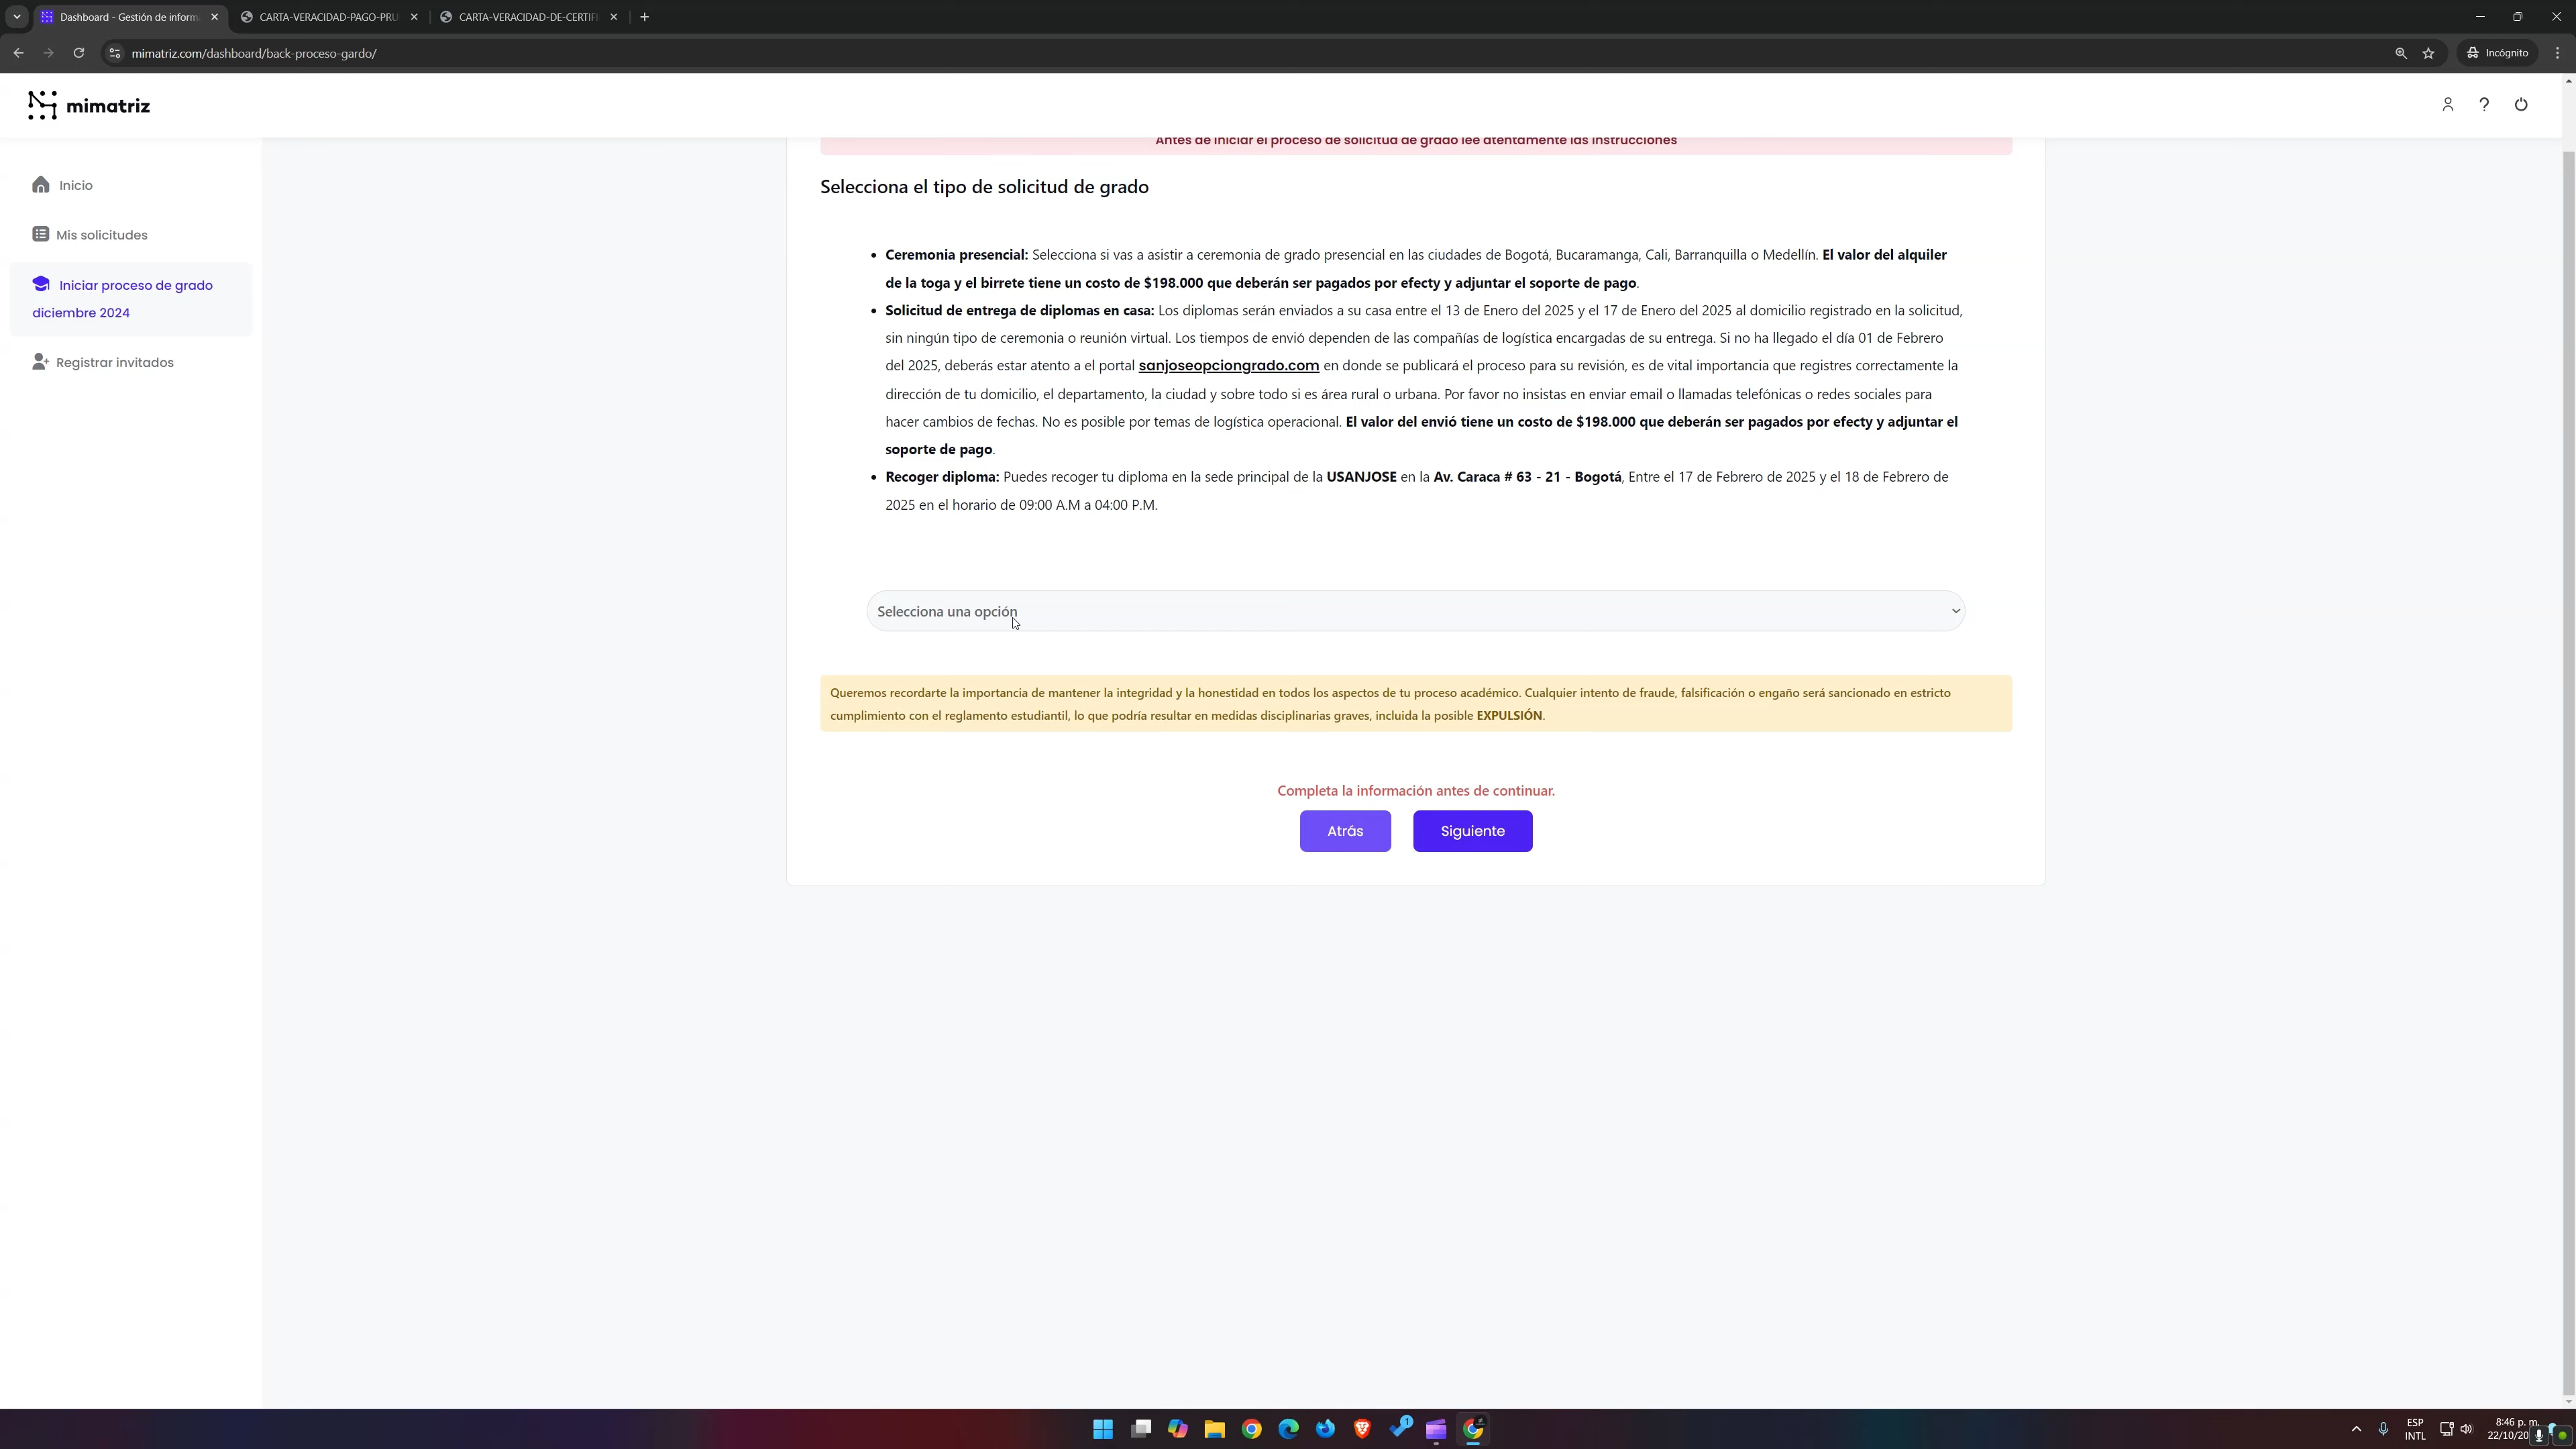 Dashboard - Gestión de inform
CARTA-VERACIDAD-PAGO-PRU
CARTA-VERACIDAD-DE-CERTIFI
mimatriz.com/dashboard/back-proceso-gardo/
Incógnito
mimatriz
Inicio
Mis solicitudes
Iniciar proceso de grado
diciembre 2024
Registrar invitados
Antes de iniciar el proceso de solicitud de grado lee atentamente las instrucciones
Selecciona el tipo de solicitud de grado
• Ceremonia presencial: Selecciona si vas a asistir a ceremonia de grado presencial en las ciudades de Bogotá, Bucaramanga, Cali, Barranquilla o Medellín. El valor del alquiler
de la toga y el birrete tiene un costo de $198.000 que deberán ser pagados por efecty y adjuntar el soporte de pago.
• Solicitud de entrega de diplomas en casa: Los diplomas serán enviados a su casa entre el 13 de Enero del 2025 y el 17 de Enero del 2025 al domicilio registrado en la solicitud,
sin ningún tipo de ceremonia o reunión virtual. Los tiempos de envió dependen de las compañías de logística encargadas de su entrega. Si no ha llegado el día 01 de Febrero
del 2025, deberás estar atento a el portal sanjoseopciongrado.com en donde se publicará el proceso para su revisión, es de vital importancia que registres correctamente la
dirección de tu domicilio, el departamento, la ciudad y sobre todo si es área rural o urbana. Por favor no insistas en enviar email o llamadas telefónicas o redes sociales para
hacer cambios de fechas. No es posible por temas de logística operacional. El valor del envió tiene un costo de $198.000 que deberán ser pagados por efecty y adjuntar el
soporte de pago.
• Recoger diploma: Puedes recoger tu diploma en la sede principal de la USANJOSE en la Av. Caraca # 63 - 21 - Bogotá, Entre el 17 de Febrero de 2025 y el 18 de Febrero de
2025 en el horario de 09:00 A.M a 04:00 P.M.
Selecciona una opción
Queremos recordarte la importancia de mantener la integridad y la honestidad en todos los aspectos de tu proceso académico. Cualquier intento de fraude, falsificación o engaño será sancionado en estricto
cumplimiento con el reglamento estudiantil, lo que podría resultar en medidas disciplinarias graves, incluida la posible EXPULSIÓN.
Completa la información antes de continuar.
Atrás
Siguiente
1
ESP
INTL
8:46 p. m.
22/10/20